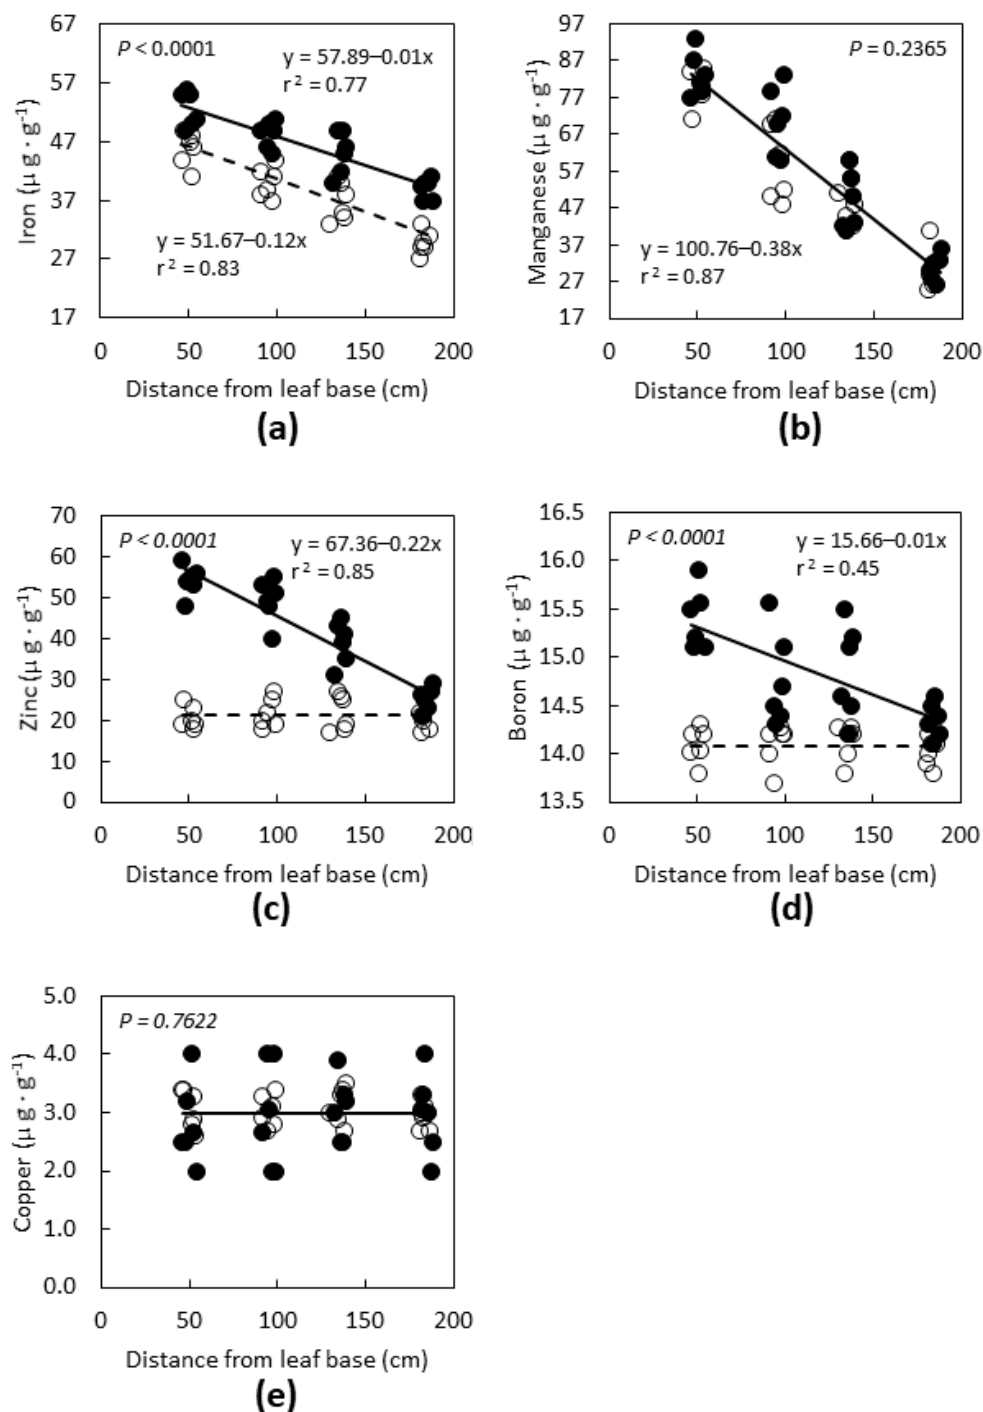 67
57
47
37
27
17
Iron (µ g · g⁻¹)
P < 0.0001
y = 57.89–0.01x
r² = 0.77
y = 51.67–0.12x
r² = 0.83
0 50 100 150 200
Distance from leaf base (cm)
(a)
97
87
77
67
57
47
37
27
17
Manganese (µ g · g⁻¹)
P = 0.2365
y = 100.76–0.38x
r² = 0.87
0 50 100 150 200
Distance from leaf base (cm)
(b)
70
60
50
40
30
20
10
0
Zinc (µ g · g⁻¹)
P < 0.0001
y = 67.36–0.22x
r² = 0.85
0 50 100 150 200
Distance from leaf base (cm)
(c)
16.5
16.0
15.5
15.0
14.5
14.0
13.5
Boron (µ g · g⁻¹)
P < 0.0001
y = 15.66–0.01x
r² = 0.45
0 50 100 150 200
Distance from leaf base (cm)
(d)
5.0
4.0
3.0
2.0
1.0
0.0
Copper (µ g · g⁻¹)
P = 0.7622
0 50 100 150 200
Distance from leaf base (cm)
(e)